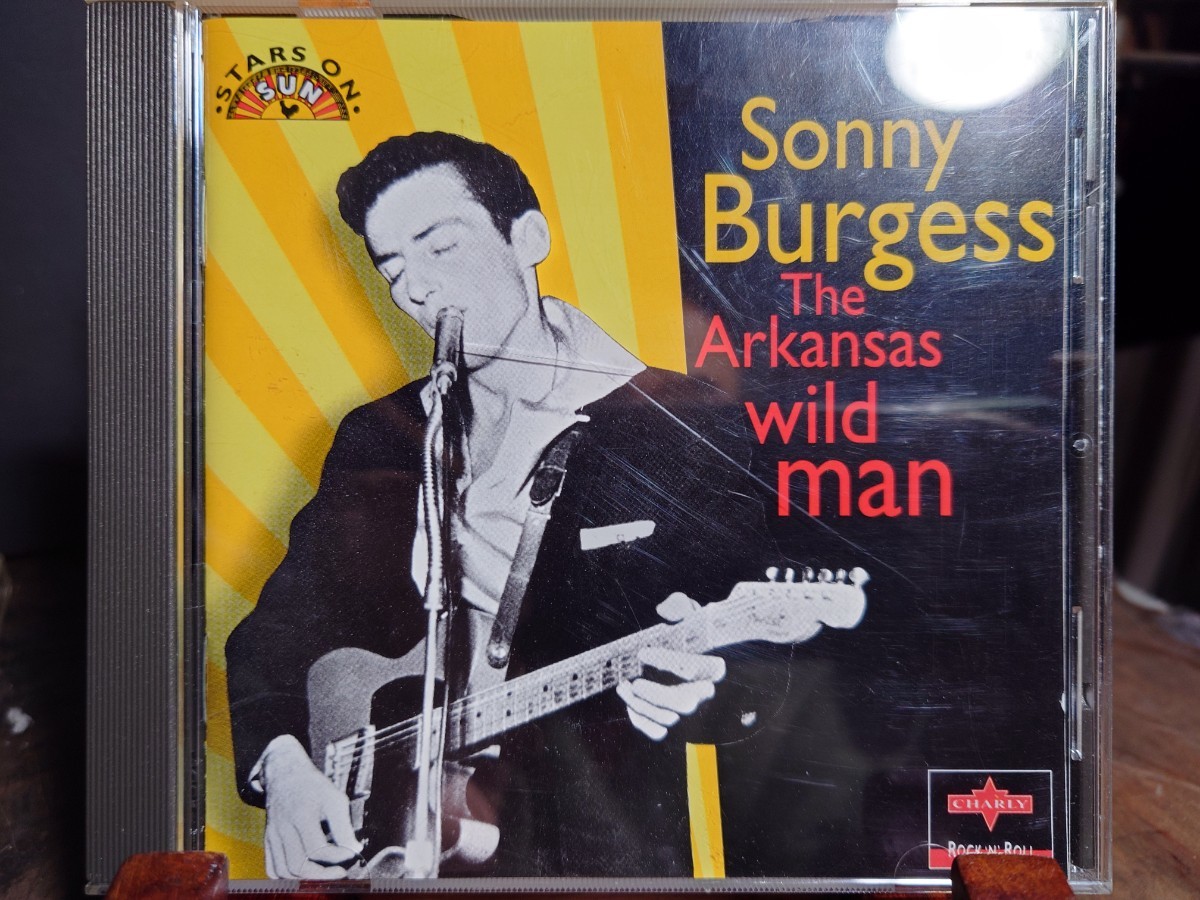 STARS ON
SUN
Sonny
Burgess
The
Arkansas
wild
man
CHARLY
ROCK 'N' ROLL